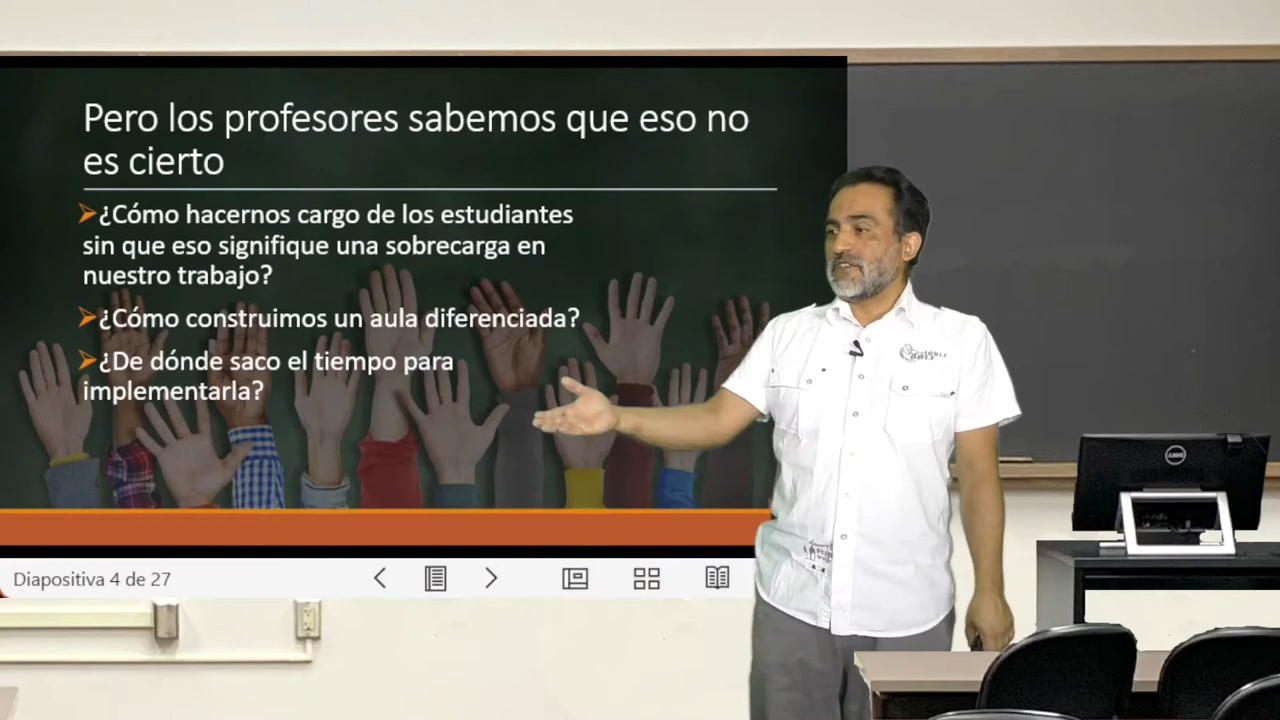 Pero los profesores sabemos que eso no
es cierto
¿Cómo hacernos cargo de los estudiantes
sin que eso signifique una sobrecarga en
nuestro trabajo?
¿Cómo construimos un aula diferenciada?
¿De dónde saco el tiempo para
implementarla?
Diapositiva 4 de 27
DELL